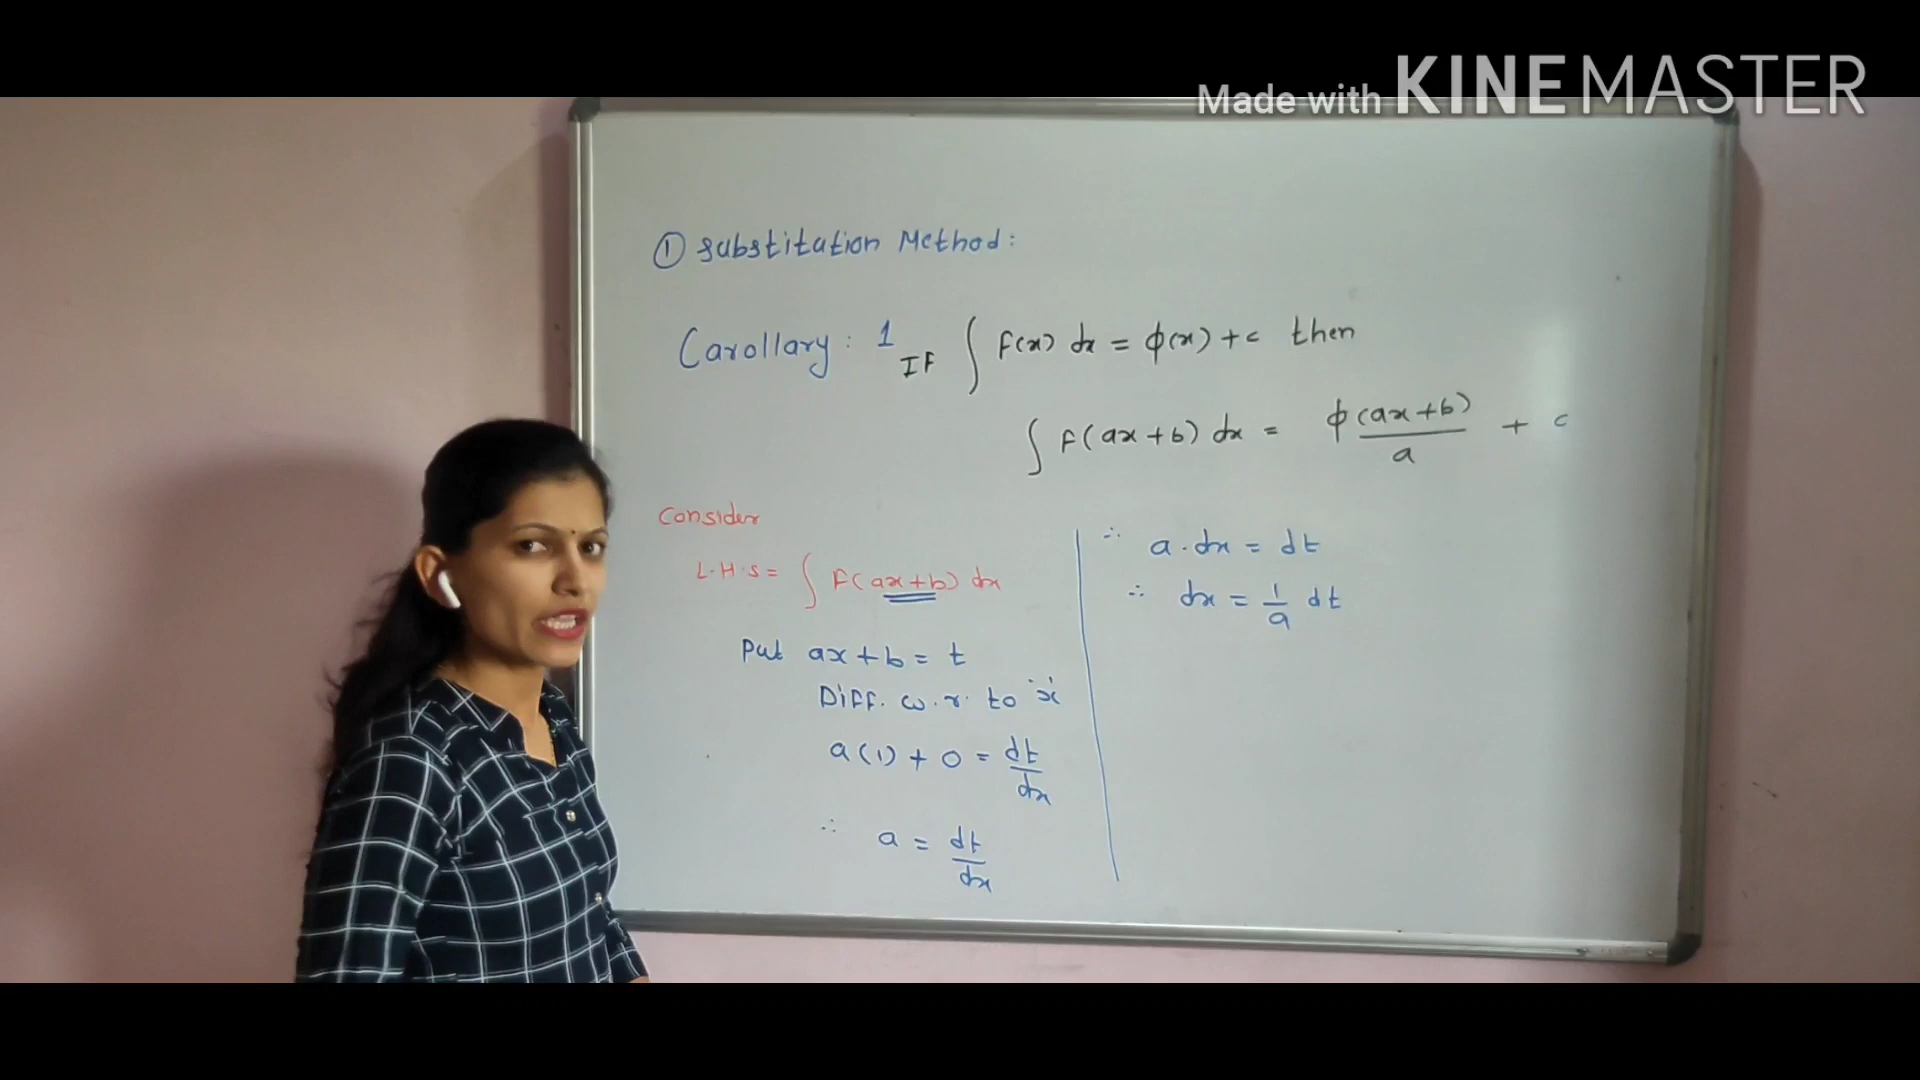 Made with KINEMASTER
① Substitution Method:
Carollary: 1 IF ∫ F(x) dx = ϕ(x) + c then
∫ F(ax+b) dx = ϕ(ax+b)/a + c
Consider
L.H.S = ∫ F(ax+b) dx
Put ax+b = t
Diff. w.r. to 'x'
a(1) + 0 = dt/dx
∴ a = dt/dx
∴ a.dx = dt
∴ dx = 1/a dt